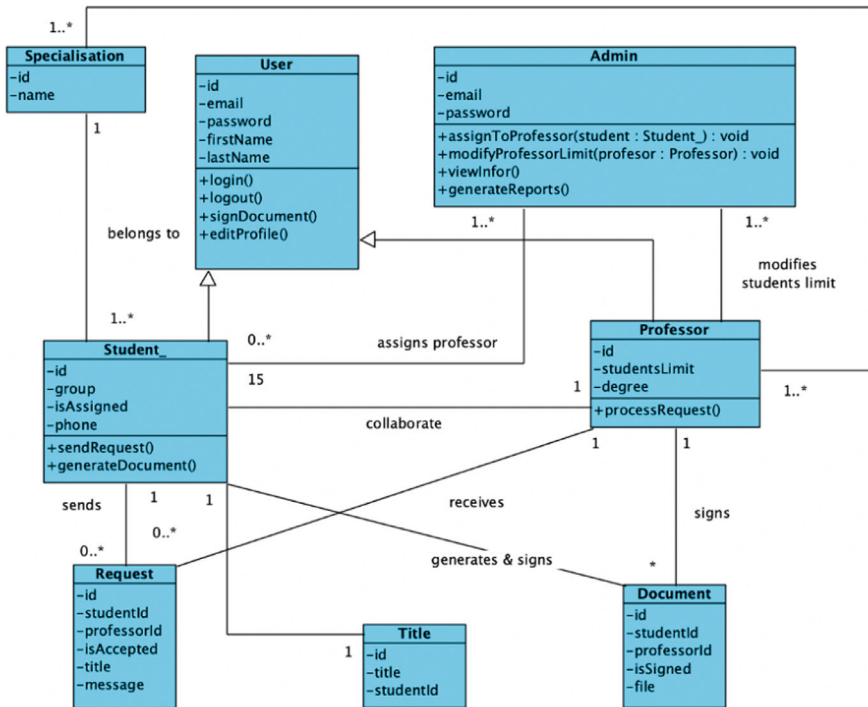 1..*
Specialisation
-id
-name
1
User
-id
-email
-password
-firstName
-lastName
+login()
+logout()
+signDocument()
+editProfile()
Admin
-id
-email
-password
+assignToProfessor(student : Student_) : void
+modifyProfessorLimit(profesor : Professor) : void
+viewInfor()
+generateReports()
1..*
1..*
belongs to
modifies
students limit
1..*
0..*
assigns professor
Student_
-id
-group
-isAssigned
-phone
+sendRequest()
+generateDocument()
15
collaborate
1
Professor
-id
-studentsLimit
-degree
+processRequest()
1..*
1
1
sends
1
1
receives
signs
0..*
0..*
generates & signs
*
Request
-id
-studentId
-professorId
-isAccepted
-title
-message
1
Title
-id
-title
-studentId
Document
-id
-studentId
-professorId
-isSigned
-file